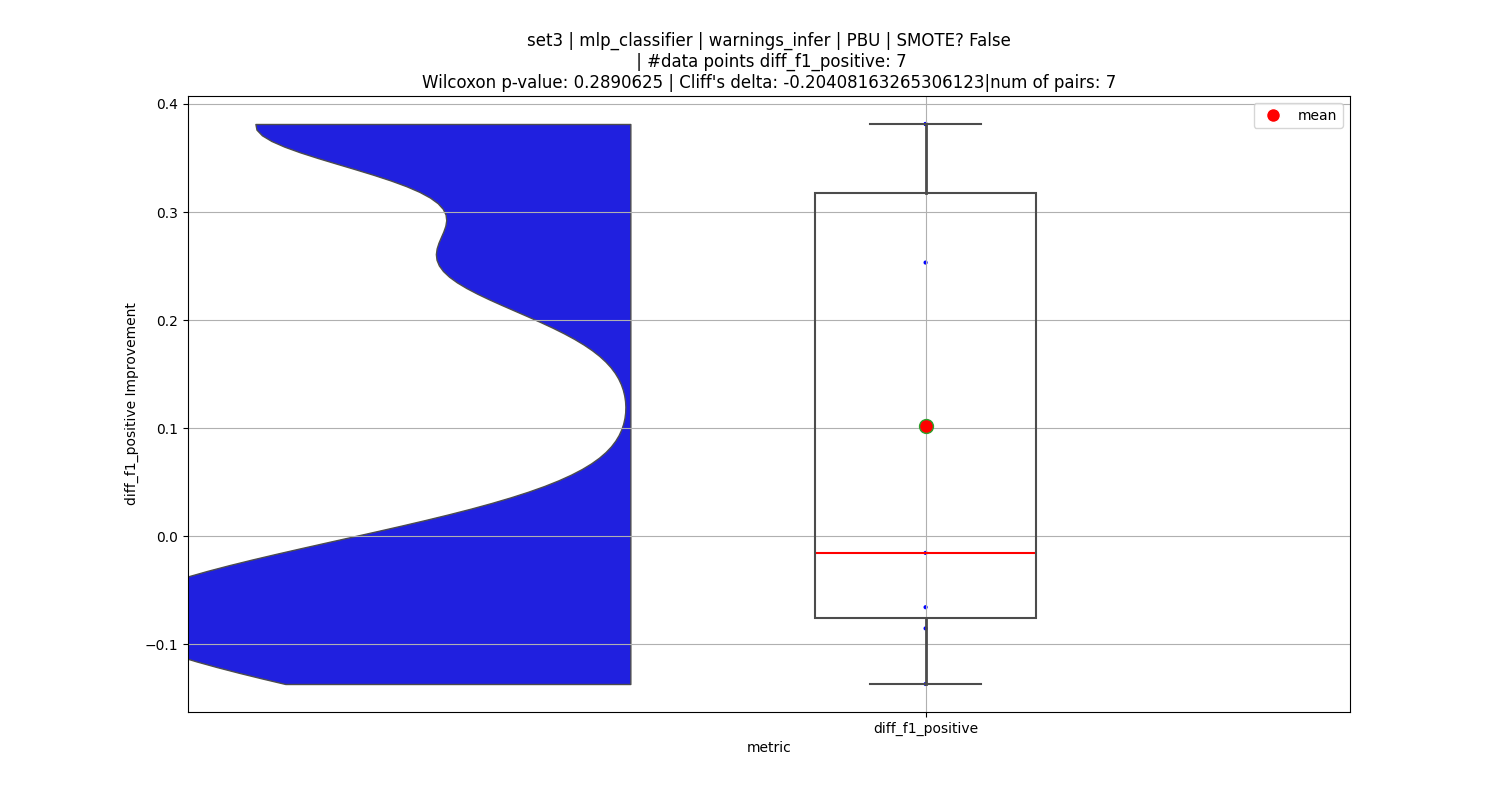 set3 | mlp_classifier | warnings_infer | PBU | SMOTE? False
| #data points diff_f1_positive: 7
Wilcoxon p-value: 0.2890625 | Cliff's delta: -0.20408163265306123|num of pairs: 7
mean
0.4
0.3
0.2
0.1
0.0
−0.1
diff_f1_positive Improvement
diff_f1_positive
metric